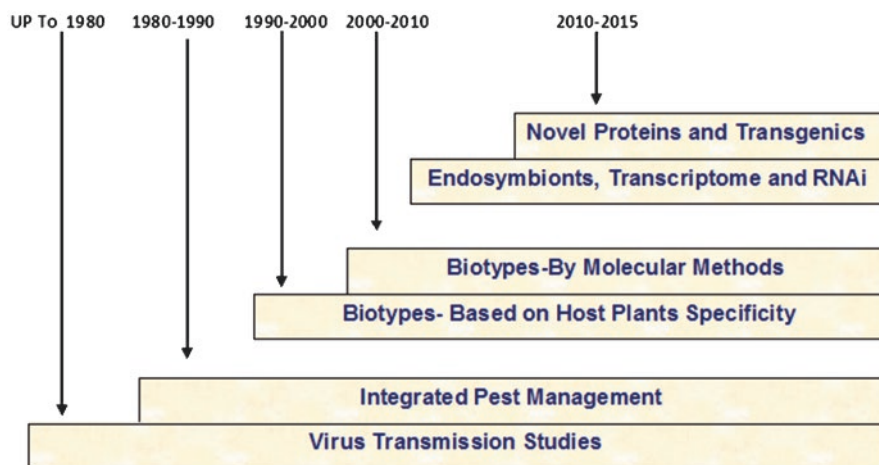 UP To 1980 1980-1990 1990-2000 2000-2010 2010-2015
Novel Proteins and Transgenics
Endosymbionts, Transcriptome and RNAi
Biotypes-By Molecular Methods
Biotypes- Based on Host Plants Specificity
Integrated Pest Management
Virus Transmission Studies